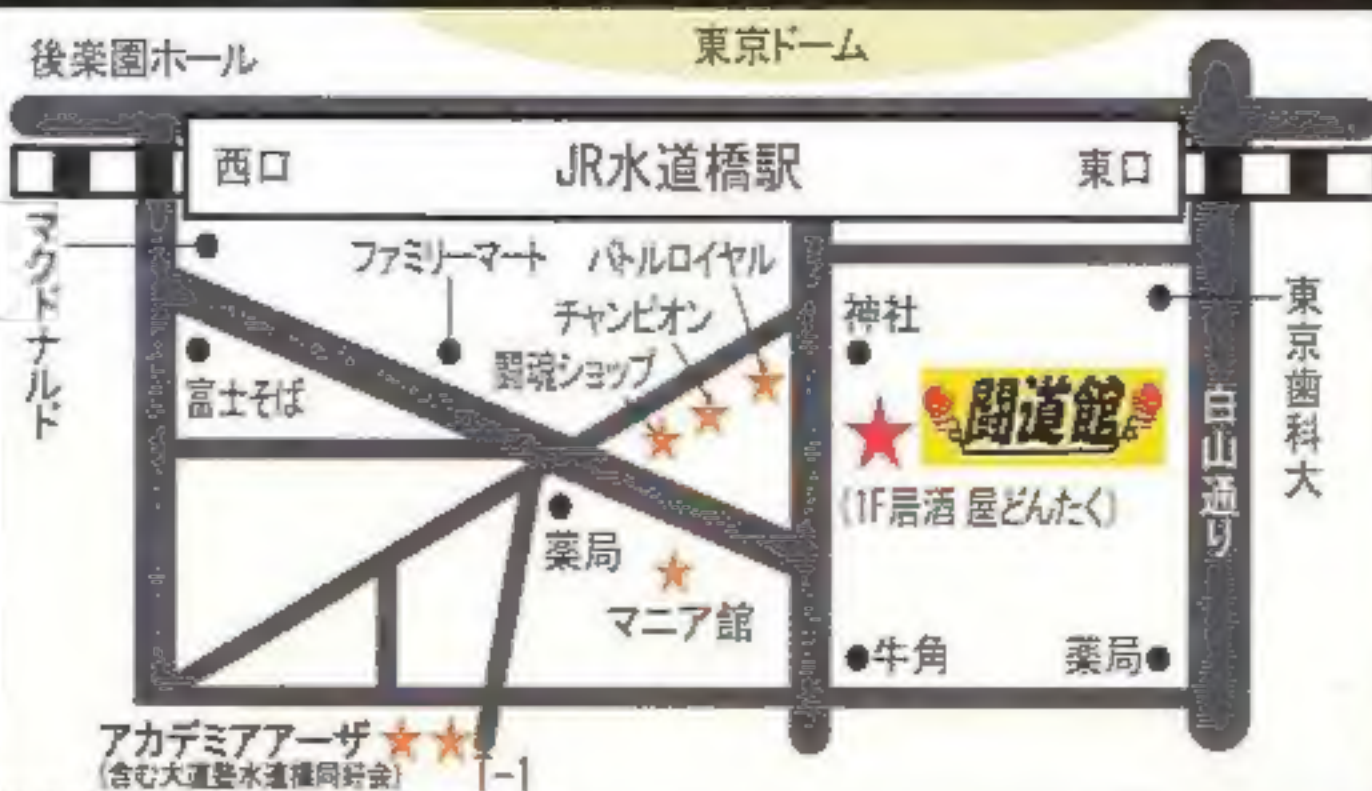 後楽園ホール
東京ドーム
西口
JR水道橋駅
東口
マクドナルド
ファミリーマート
バトルロイヤル
チャンピオン
闘魂ショップ
神社
東京歯科大
富士そば
闘道館
白山通り
(1F居酒屋どんたく)
薬局
マニア館
牛角
薬局
アカデミアアーザ
-1